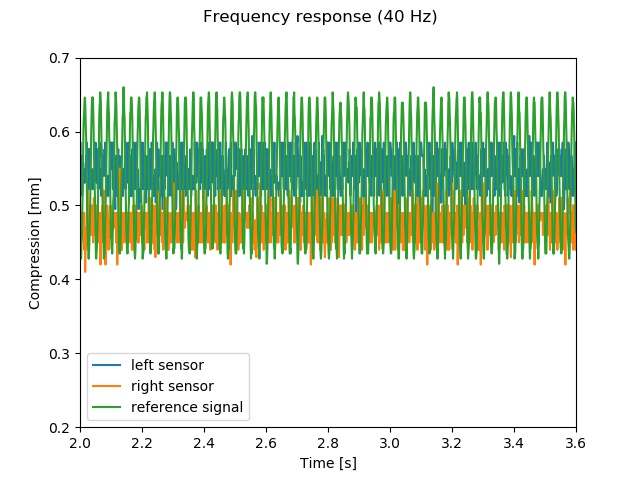 Frequency response (40 Hz)
0.7
0.6
0.5
0.4
0.3
0.2
Compression [mm]
left sensor
right sensor
reference signal
2.0 2.2 2.4 2.6 2.8 3.0 3.2 3.4 3.6
Time [s]